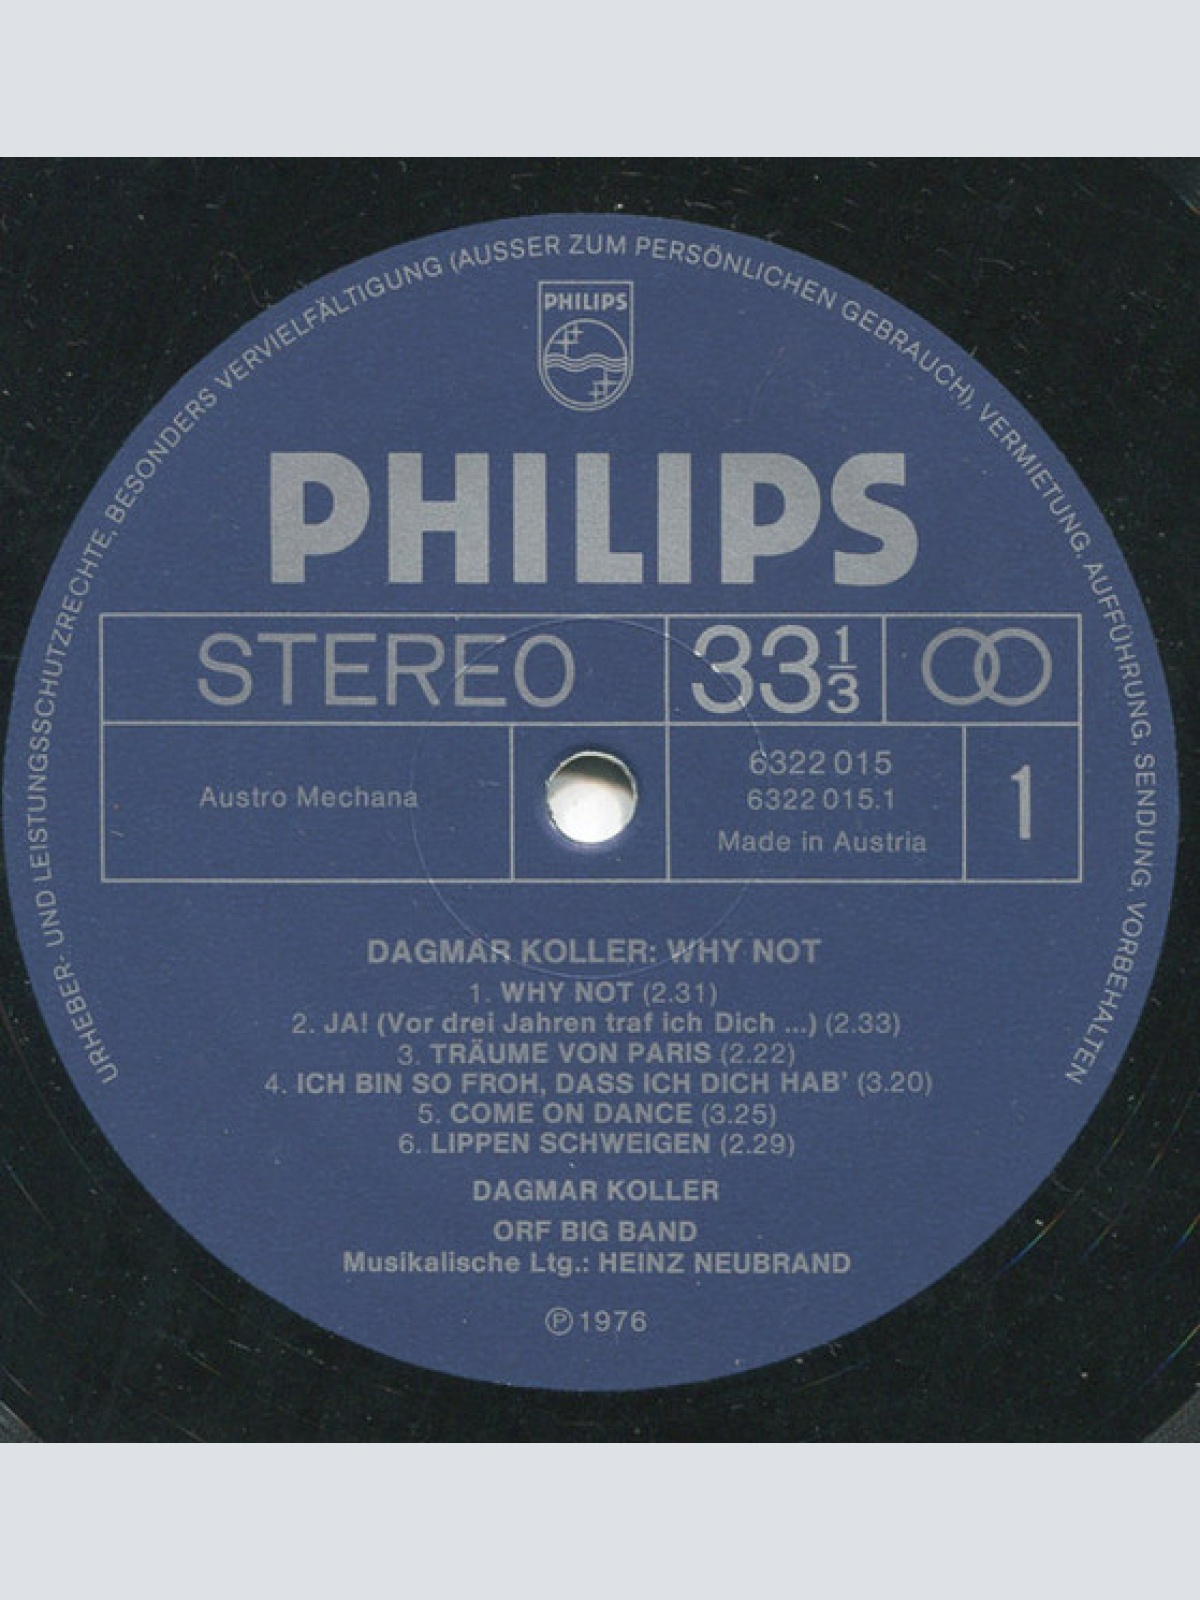 URHEBER- UND LEISTUNGSSCHUTZRECHTE, BESONDERS VERVIELFÄLTIGUNG (AUSSER ZUM PERSÖNLICHEN GEBRAUCH), VERMIETUNG, AUFFÜHRUNG, SENDUNG, VORBEHALTEN
PHILIPS
PHILIPS
STEREO 33 1/3
Austro Mechana
6322 015
6322 015.1
Made in Austria
1
DAGMAR KOLLER: WHY NOT
1. WHY NOT (2.31)
2. JA! (Vor drei Jahren traf ich Dich ...) (2.33)
3. TRÄUME VON PARIS (2.22)
4. ICH BIN SO FROH, DASS ICH DICH HAB' (3.20)
5. COME ON DANCE (3.25)
6. LIPPEN SCHWEIGEN (2.29)
DAGMAR KOLLER
ORF BIG BAND
Musikalische Ltg.: HEINZ NEUBRAND
℗ 1976